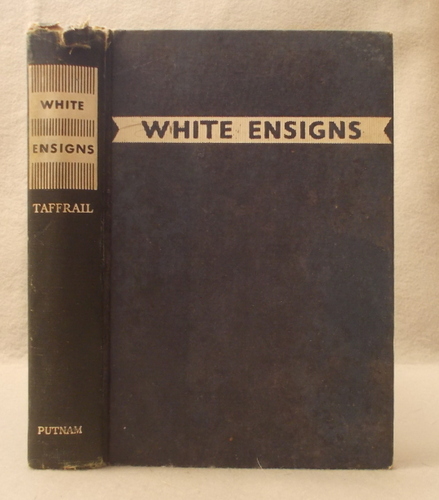 WHITE
ENSIGNS
TAFFRAIL
PUTNAM
WHITE ENSIGNS